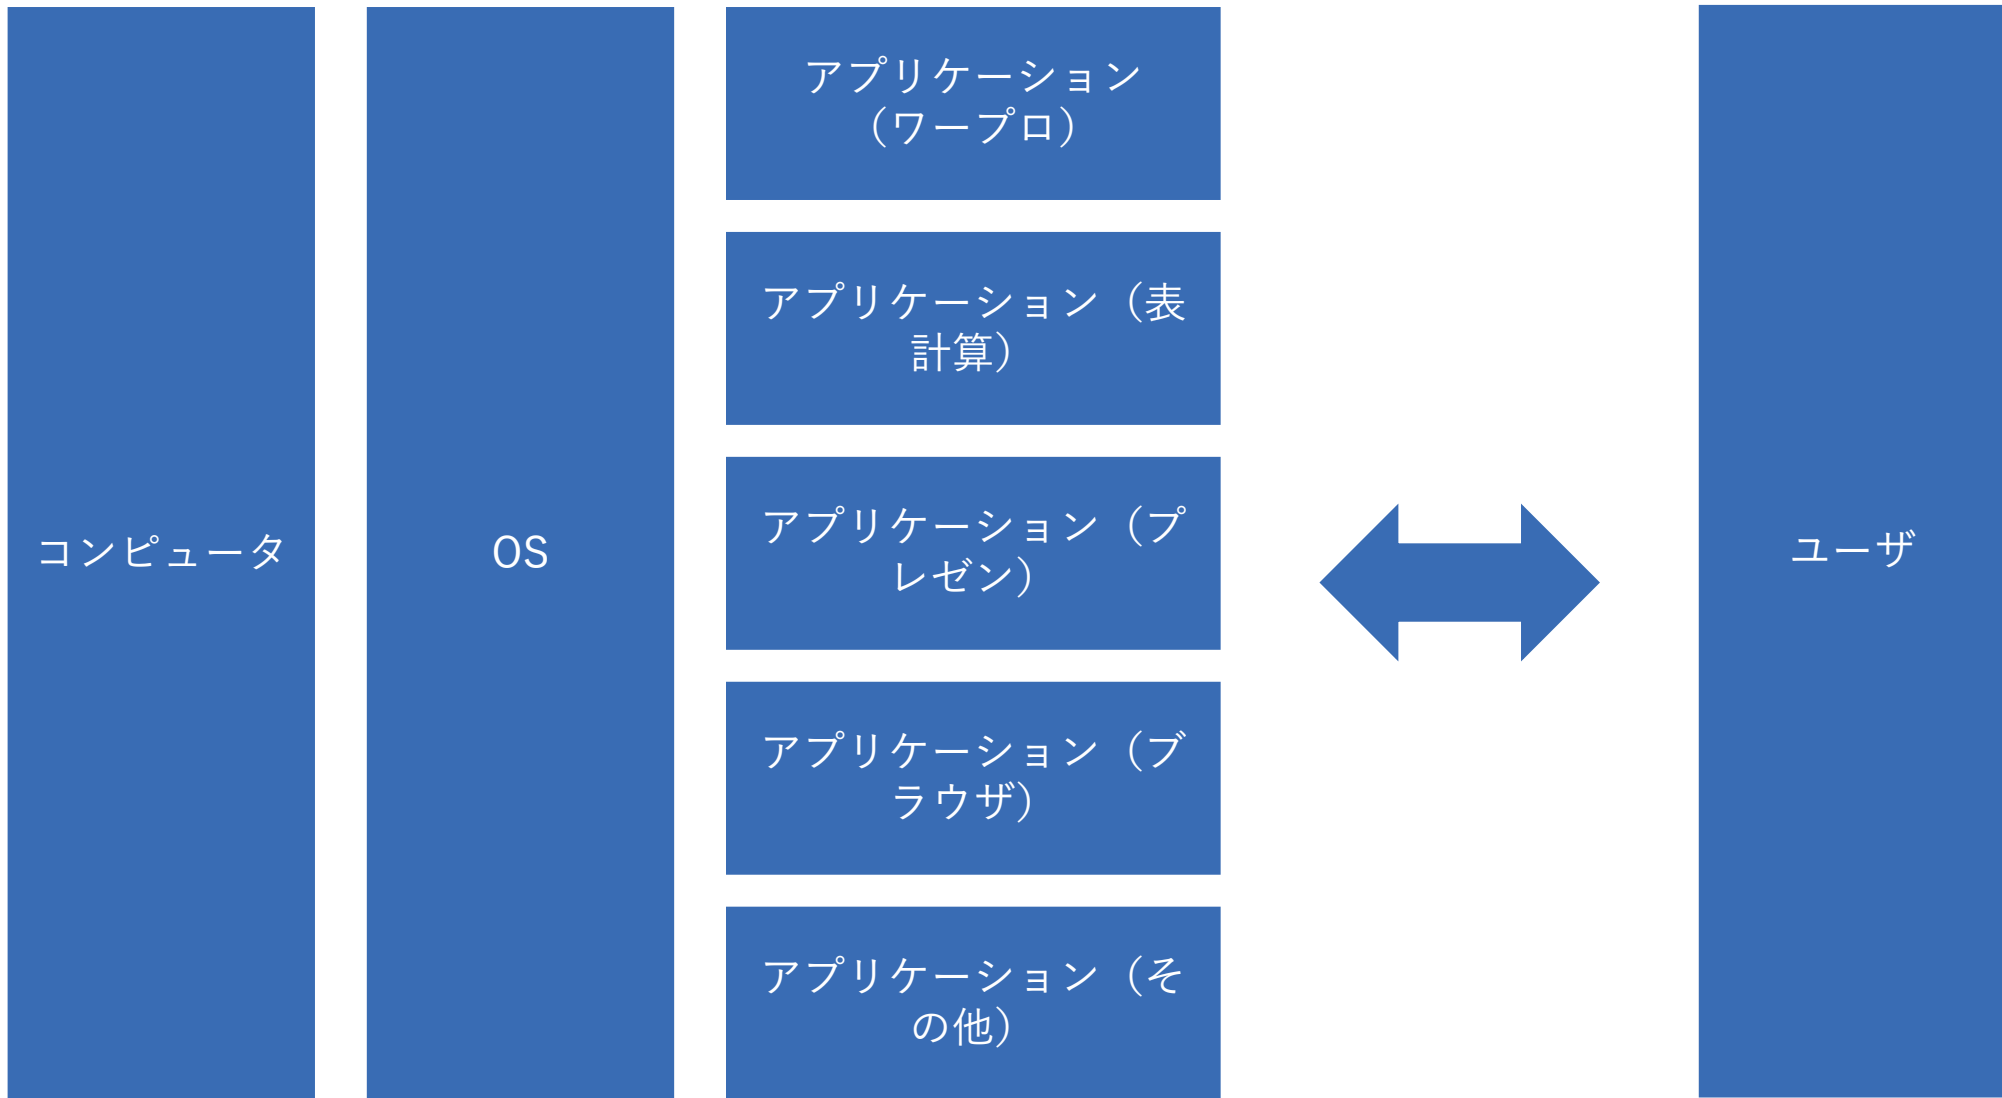 コンピュータ
OS
アプリケーション
（ワープロ）
アプリケーション（表
計算）
アプリケーション（プ
レゼン）
アプリケーション（ブ
ラウザ）
アプリケーション（そ
の他）
ユーザ